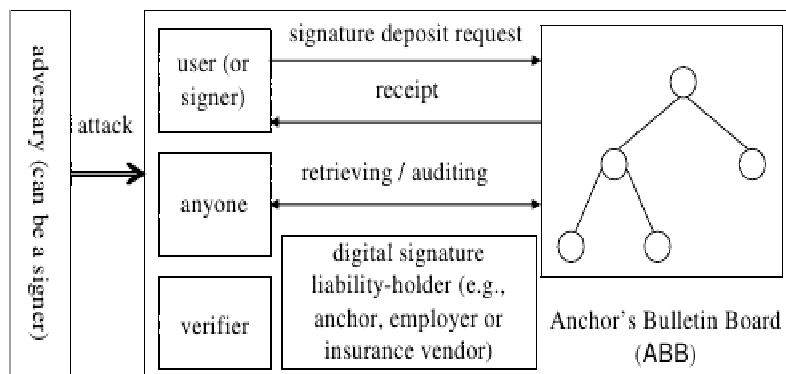 adversary (can be a signer)
attack
user (or
signer)
signature deposit request
receipt
anyone
retrieving / auditing
verifier
digital signature
liability-holder (e.g.,
anchor, employer or
insurance vendor)
Anchor's Bulletin Board
(ABB)